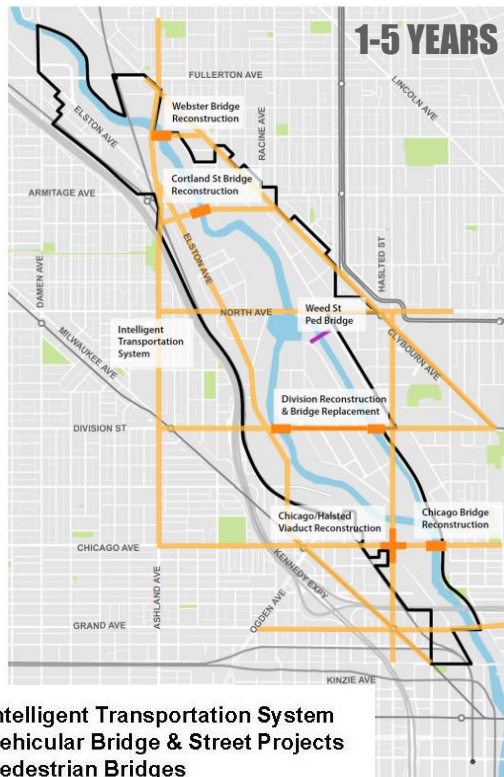 1-5 YEARS
FULLERTON AVE
LINCOLN AVE
Webster Bridge
Reconstruction
ELSTON AVE
RACINE AVE
Cortland St Bridge
Reconstruction
ARMITAGE AVE
DAMEN AVE
ELSTON AVE
HASLTED ST
NORTH AVE
Weed St
Ped Bridge
Intelligent
Transportation
System
CLYBOURN AVE
MILWAUKEE AVE
Division Reconstruction
& Bridge Replacement
DIVISION ST
Chicago/Halsted
Viaduct Reconstruction
Chicago Bridge
Reconstruction
CHICAGO AVE
KENNEDY EXPY
ASHLAND AVE
OGDEN AVE
GRAND AVE
KINZIE AVE
ntelligent Transportation System
ehicular Bridge & Street Projects
edestrian Bridges